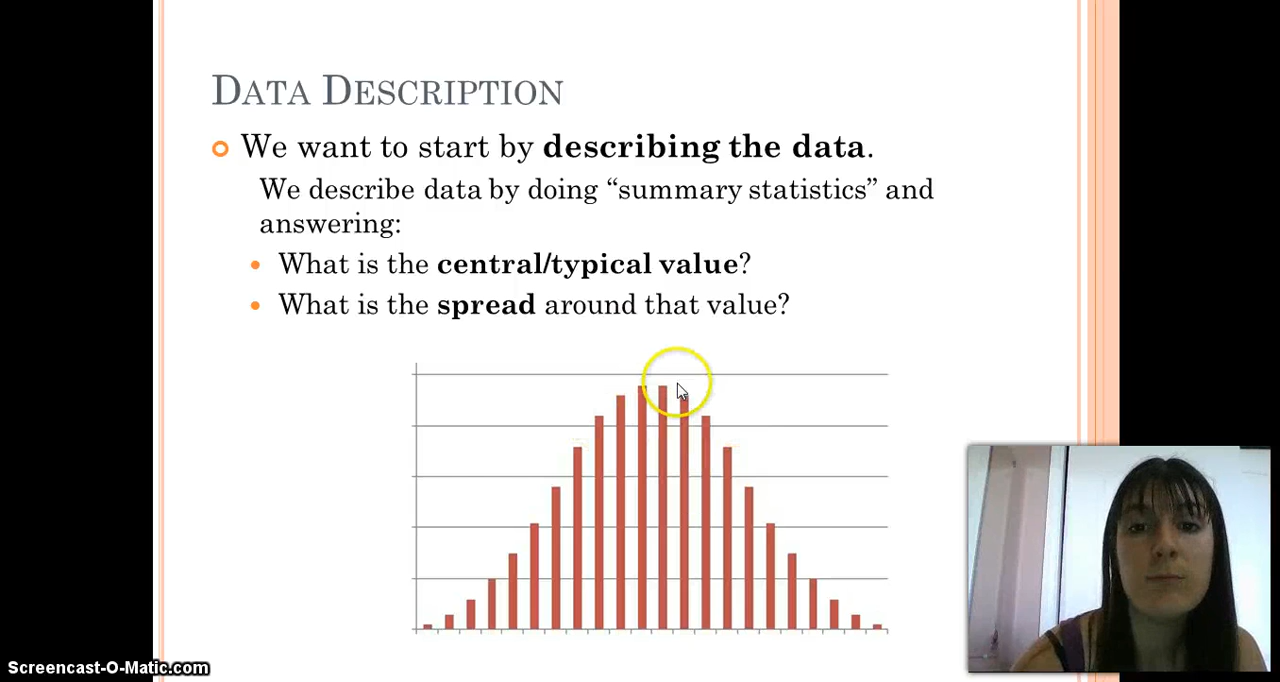 DATA DESCRIPTION
We want to start by describing the data.
We describe data by doing “summary statistics” and
answering:
What is the central/typical value?
What is the spread around that value?
Screencast-O-Matic.com